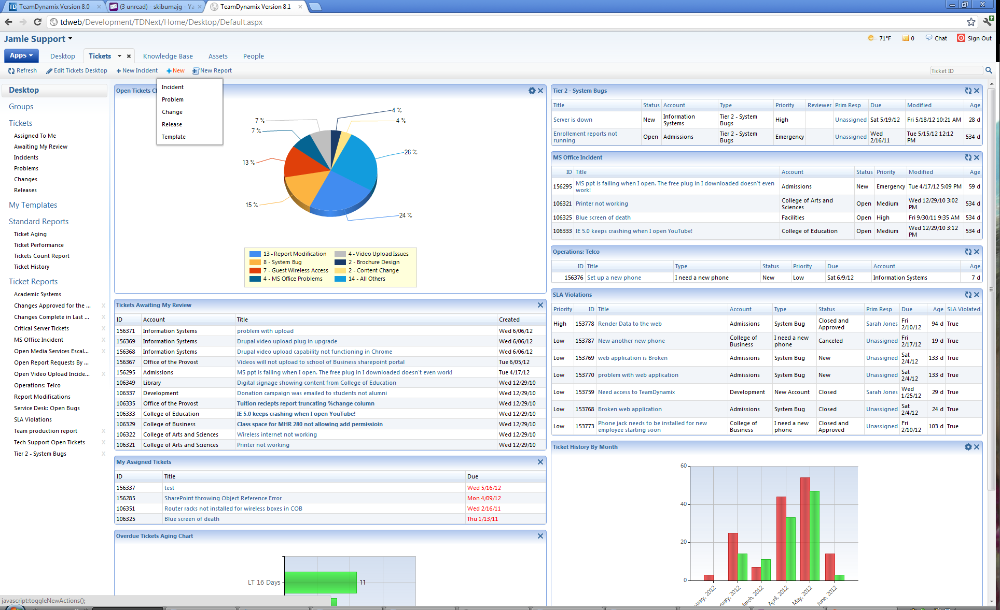 TeamDynamix Version 8.0
(3 unread) - skibumajg - Ya
TeamDynamix Version 8.1
tdweb/Development/TDNext/Home/Desktop/Default.aspx
Jamie Support
71°F
0
Chat
Sign Out
Apps
Desktop
Tickets
Knowledge Base
Assets
People
Refresh
Edit Tickets Desktop
New Incident
New
New Report
Ticket ID
Incident
Problem
Change
Release
Template
Desktop
Groups
Tickets
Assigned To Me
Awaiting My Review
Incidents
Problems
Changes
Releases
My Templates
Standard Reports
Ticket Aging
Ticket Performance
Tickets Count Report
Ticket History
Ticket Reports
Academic Systems
Changes Approved for the ... x
Changes Complete in Last ... x
Critical Server Tickets x
MS Office Incident x
Open Media Services Escal... x
Open Report Requests By ...
Open Video Upload Incide... x
Operations: Telco
Report Modifications
Service Desk: Open Bugs
SLA Violations
Team production report x
Tech Support Open Tickets x
Tier 2 - System Bugs x
Open Tickets
4 %
4 %
7 %
7 %
26 %
13 %
15 %
24 %
13 - Report Modification
8 - System Bug
7 - Guest Wireless Access
4 - MS Office Problems
4 - Video Upload Issues
2 - Brochure Design
2 - Content Change
14 - All Others
Tickets Awaiting My Review
ID Account Title Created
156371 Information Systems problem with upload Wed 6/06/12
156369 Information Systems Drupal video upload plug in upgrade Wed 6/06/12
156368 Information Systems Drupal video upload capability not functioning in Chrome Wed 6/06/12
156367 Office of the Provost Videos will not upload to school of Business sharepoint portal Tue 6/05/12
156295 Admissions MS ppt is failing when I open. The free plug in I downloaded doesn't even work! Tue 4/17/12
106349 Library Digital signage showing content from College of Education Wed 12/29/10
106337 Development Donation campaign was emailed to students not alumni Wed 12/29/10
106335 Office of the Provost Tuition reciepts report truncating %change column Wed 12/29/10
106333 College of Education IE 5.0 keeps crashing when I open YouTube! Wed 12/29/10
106329 College of Business Class space for MHR 280 not allowing add permissioin Wed 12/29/10
106322 College of Arts and Sciences Wireless internet not working Wed 12/29/10
106321 College of Arts and Sciences Printer not working Wed 12/29/10
My Assigned Tickets
ID Title Due
156337 test Wed 5/16/12
156285 SharePoint throwing Object Reference Error Mon 4/09/12
106351 Router racks not installed for wireless boxes in COB Wed 2/16/11
106325 Blue screen of death Thu 1/13/11
Overdue Tickets Aging Chart
LT 16 Days 11
Tier 2 - System Bugs
Title Status Account Type Priority Reviewer Prim Resp Due Modified Age
Server is down New Information Systems Tier 2 - System Bugs High Unassigned Sat 5/19/12 Fri 5/18/12 10:21 AM 28 d
Enrollement reports not running Open Admissions Tier 2 - System Bugs Emergency Unassigned Wed 2/16/11 Tue 5/15/12 12:12 PM 534 d
MS Office Incident
ID Title Account Status Priority Modified Age
156295 MS ppt is failing when I open. The free plug in I downloaded doesn't even work! Admissions New Emergency Tue 4/17/12 5:09 PM 59 d
106321 Printer not working College of Arts and Sciences Open Medium Wed 12/29/10 3:02 PM 534 d
106325 Blue screen of death Facilities Open High Fri 9/30/11 9:35 AM 534 d
106333 IE 5.0 keeps crashing when I open YouTube! College of Education Open Medium Wed 12/29/10 3:12 PM 534 d
Operations: Telco
ID Title Type Status Priority Due Account Age
156376 Set up a new phone I need a new phone New Low Sat 6/9/12 Information Systems 7 d
SLA Violations
Priority ID Title Account Type Status Prim Resp Due Age SLA Violated
High 153778 Render Data to the web Admissions System Bug Closed and Approved Sarah Jones Fri 2/10/12 94 d True
Low 153787 New another new phone College of Business I need a new phone Canceled Unassigned Fri 2/17/12 19 d True
Low 153769 web application is Broken Admissions System Bug New Unassigned Sat 2/4/12 133 d True
Low 153770 problem with web application Admissions System Bug New Unassigned Sat 2/4/12 133 d True
Low 153759 Need access to TeamDynamix Development New Account Closed Sarah Jones Wed 1/25/12 29 d True
Low 153768 Broken web application Admissions System Bug Closed Unassigned Sat 2/4/12 24 d True
Low 153773 Phone jack needs to be installed for new employee starting soon College of Business I need a new phone Closed and Approved Unassigned Fri 2/10/12 103 d True
Ticket History By Month
60
40
20
0
2012
2012
2012
April, 2012
May, 2012
June, 2012
javascript:toggleNewActions();